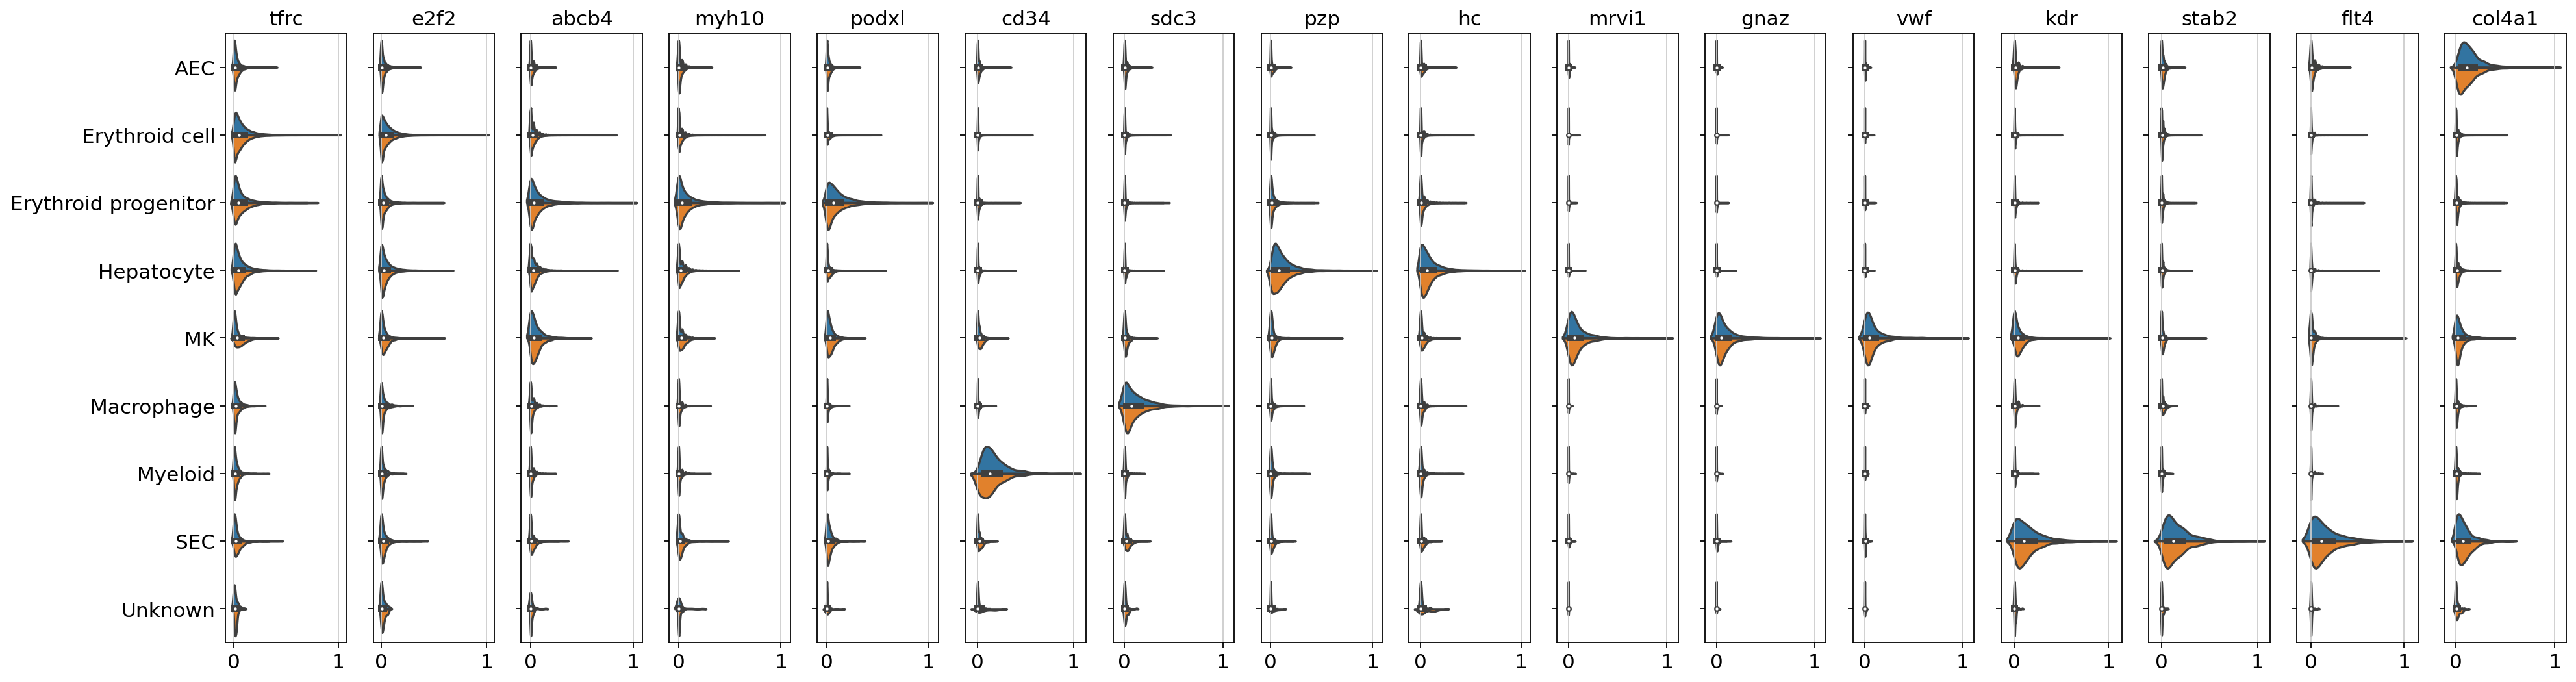 tfrc e2f2 abcb4 myh10 podxl cd34 sdc3 pzp hc mrvi1 gnaz vwf kdr stab2 flt4 col4a1
AEC
Erythroid cell
Erythroid progenitor
Hepatocyte
MK
Macrophage
Myeloid
SEC
Unknown
0 1 0 1 0 1 0 1 0 1 0 1 0 1 0 1 0 1 0 1 0 1 0 1 0 1 0 1 0 1 0 1